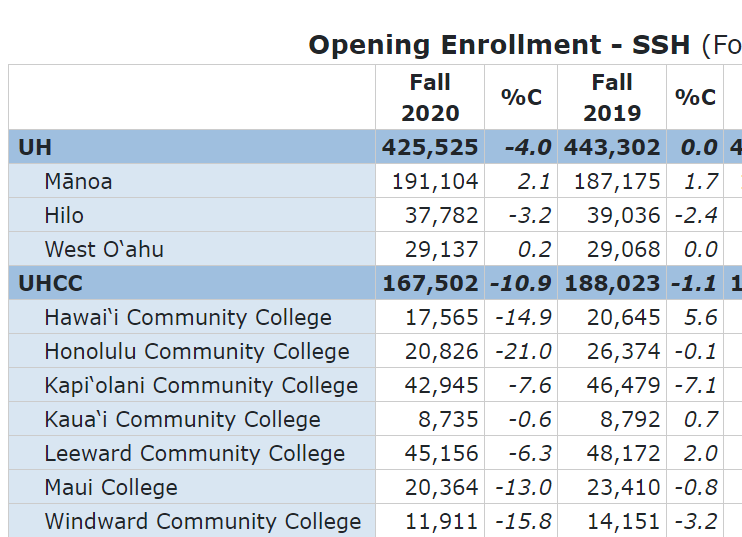 Opening Enrollment - SSH (Fo
Fall 2020 %C Fall 2019 %C
UH 425,525 -4.0 443,302 0.0 4
Mānoa 191,104 2.1 187,175 1.7
Hilo 37,782 -3.2 39,036 -2.4
West Oʻahu 29,137 0.2 29,068 0.0
UHCC 167,502 -10.9 188,023 -1.1 1
Hawaiʻi Community College 17,565 -14.9 20,645 5.6
Honolulu Community College 20,826 -21.0 26,374 -0.1
Kapiʻolani Community College 42,945 -7.6 46,479 -7.1
Kauaʻi Community College 8,735 -0.6 8,792 0.7
Leeward Community College 45,156 -6.3 48,172 2.0
Maui College 20,364 -13.0 23,410 -0.8
Windward Community College 11,911 -15.8 14,151 -3.2